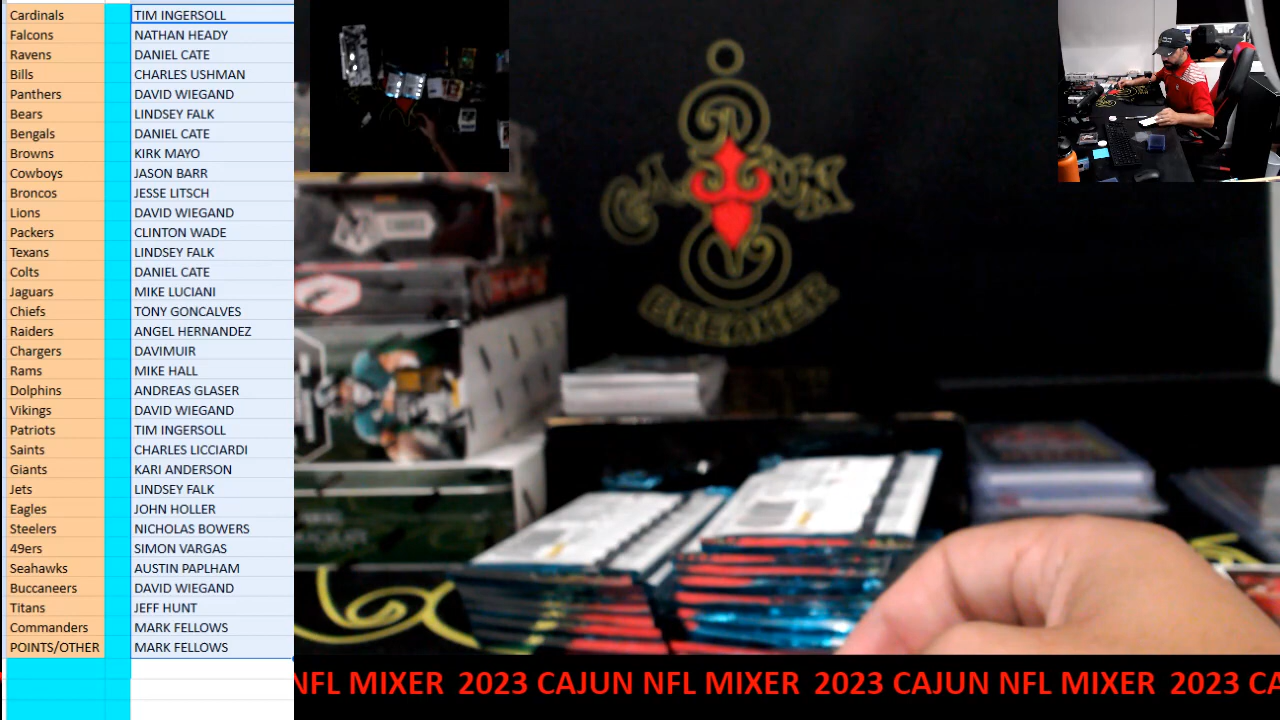 Cardinals TIM INGERSOLL
Falcons NATHAN HEADY
Ravens DANIEL CATE
Bills CHARLES USHMAN
Panthers DAVID WIEGAND
Bears LINDSEY FALK
Bengals DANIEL CATE
Browns KIRK MAYO
Cowboys JASON BARR
Broncos JESSE LITSCH
Lions DAVID WIEGAND
Packers CLINTON WADE
Texans LINDSEY FALK
Colts DANIEL CATE
Jaguars MIKE LUCIANI
Chiefs TONY GONCALVES
Raiders ANGEL HERNANDEZ
Chargers DAVIMUIR
Rams MIKE HALL
Dolphins ANDREAS GLASER
Vikings DAVID WIEGAND
Patriots TIM INGERSOLL
Saints CHARLES LICCIARDI
Giants KARI ANDERSON
Jets LINDSEY FALK
Eagles JOHN HOLLER
Steelers NICHOLAS BOWERS
49ers SIMON VARGAS
Seahawks AUSTIN PAPLHAM
Buccaneers DAVID WIEGAND
Titans JEFF HUNT
Commanders MARK FELLOWS
POINTS/OTHER MARK FELLOWS
CAJUN
BREAKER
NFL MIXER 2023 CAJUN NFL MIXER 2023 CAJUN NFL MIXER 2023 CA